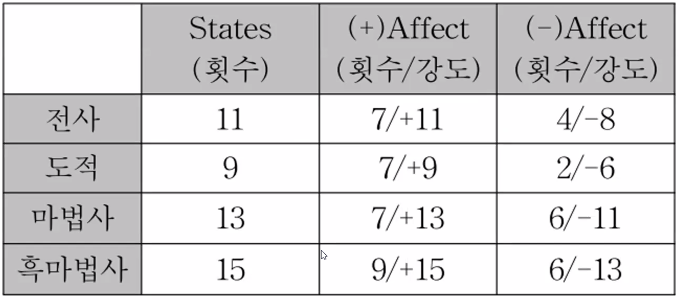 States (+)Affect (-)Affect
(횟수) (횟수/강도) (횟수/강도)
전사 11 7/+11 4/-8
도적 9 7/+9 2/-6
마법사 13 7/+13 6/-11
흑마법사 15 9/+15 6/-13